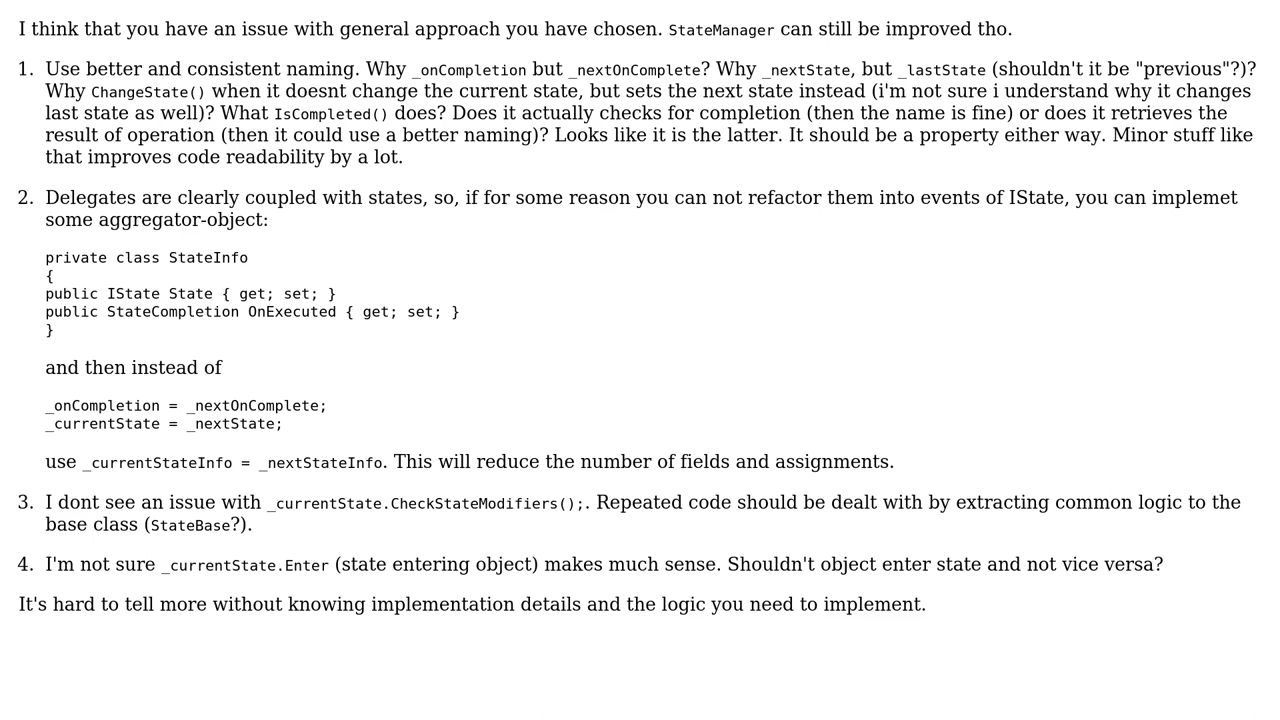 I think that you have an issue with general approach you have chosen. StateManager can still be improved tho.
1. Use better and consistent naming. Why _onCompletion but _nextOnComplete? Why _nextState, but _lastState (shouldn't it be "previous"?)?
Why ChangeState() when it doesnt change the current state, but sets the next state instead (i'm not sure i understand why it changes
last state as well)? What IsCompleted() does? Does it actually checks for completion (then the name is fine) or does it retrieves the
result of operation (then it could use a better naming)? Looks like it is the latter. It should be a property either way. Minor stuff like
that improves code readability by a lot.
2. Delegates are clearly coupled with states, so, if for some reason you can not refactor them into events of IState, you can implemet
some aggregator-object:
private class StateInfo
{
public IState State { get; set; }
public StateCompletion OnExecuted { get; set; }
}
and then instead of
_onCompletion = _nextOnComplete;
_currentState = _nextState;
use _currentStateInfo = _nextStateInfo. This will reduce the number of fields and assignments.
3. I dont see an issue with _currentState.CheckStateModifiers();. Repeated code should be dealt with by extracting common logic to the
base class (StateBase?).
4. I'm not sure _currentState.Enter (state entering object) makes much sense. Shouldn't object enter state and not vice versa?
It's hard to tell more without knowing implementation details and the logic you need to implement.